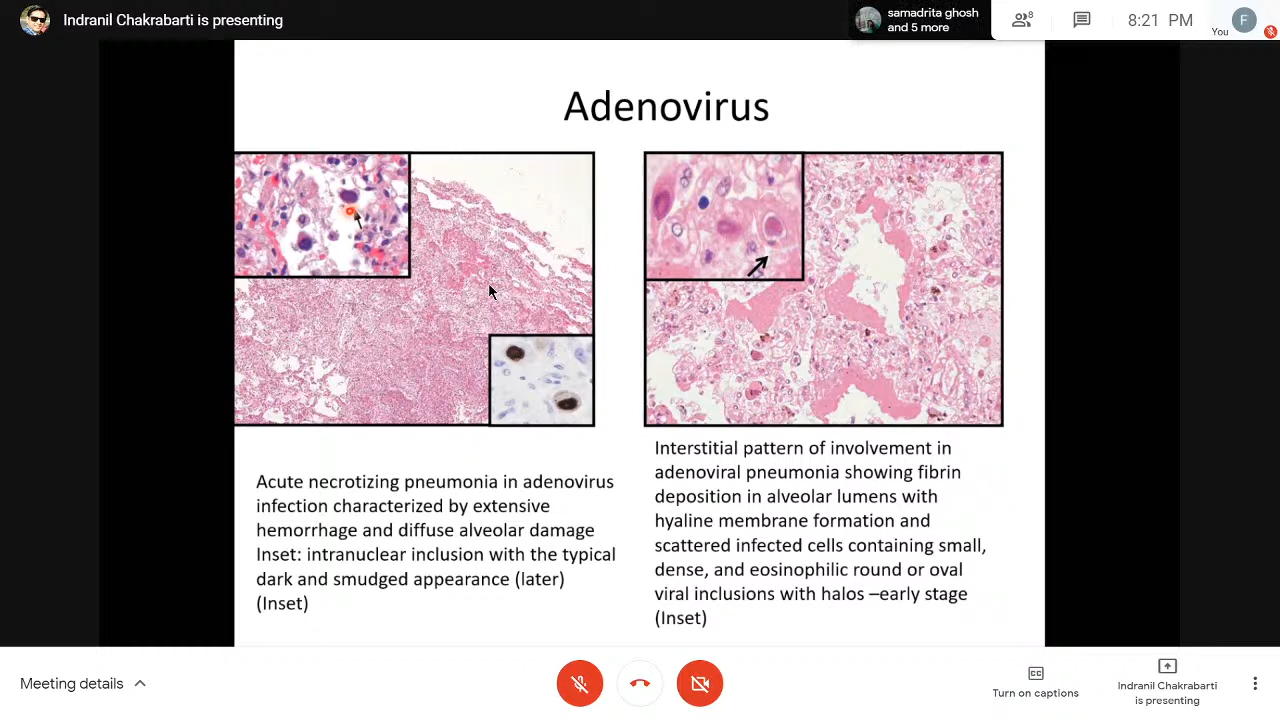 Indranil Chakrabarti is presenting
samadrita ghosh
and 5 more
8
8:21 PM
You
F
Adenovirus
Acute necrotizing pneumonia in adenovirus
infection characterized by extensive
hemorrhage and diffuse alveolar damage
Inset: intranuclear inclusion with the typical
dark and smudged appearance (later)
(Inset)
Interstitial pattern of involvement in
adenoviral pneumonia showing fibrin
deposition in alveolar lumens with
hyaline membrane formation and
scattered infected cells containing small,
dense, and eosinophilic round or oval
viral inclusions with halos –early stage
(Inset)
Meeting details
CC
Turn on captions
Indranil Chakrabarti
is presenting